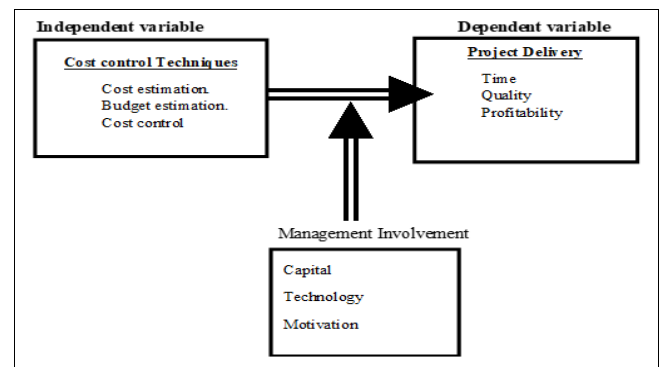 Independent variable
Dependent variable
Cost control Techniques
Cost estimation.
Budget estimation.
Cost control
Project Delivery
Time
Quality
Profitability
Management Involvement
Capital
Technology
Motivation